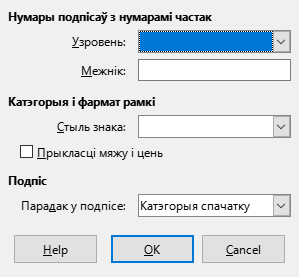 Нумары подпісаў з нумарамі частак
Узровень:
Межнік:
Катэгорыя і фармат рамкі
Стыль знака:
Прыкласці мяжу і цень
Подпіс
Парадак у подпісе: Катэгорыя спачатку
Help OK Cancel